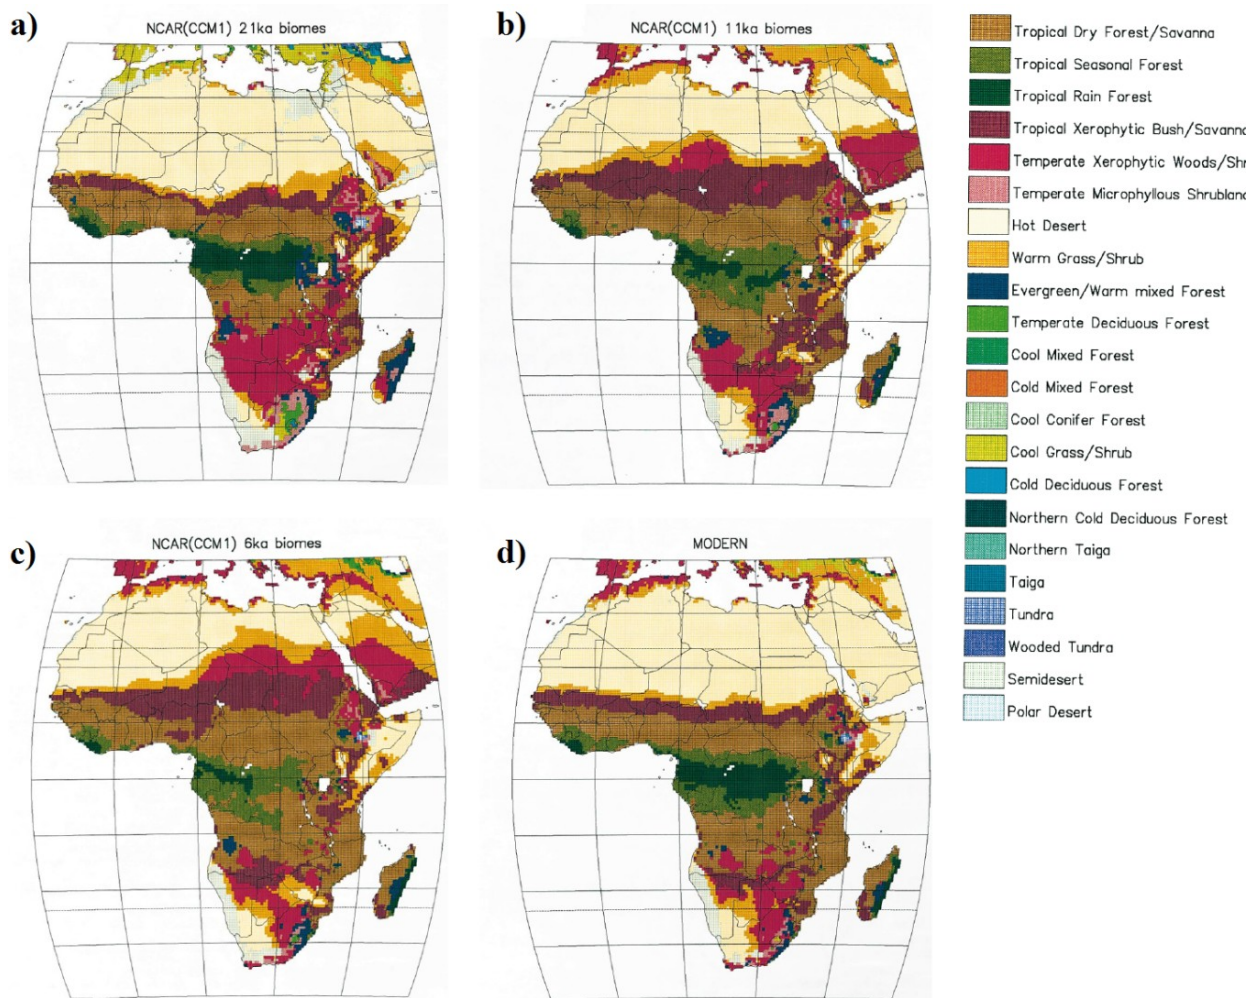 a)
NCAR(CCM1) 21ka biomes
b)
NCAR(CCM1) 11ka biomes
c)
NCAR(CCM1) 6ka biomes
d)
MODERN
Tropical Dry Forest/Savanna
Tropical Seasonal Forest
Tropical Rain Forest
Tropical Xerophytic Bush/Savanna
Temperate Xerophytic Woods/Shr
Temperate Microphyllous Shrubland
Hot Desert
Warm Grass/Shrub
Evergreen/Warm mixed Forest
Temperate Deciduous Forest
Cool Mixed Forest
Cold Mixed Forest
Cool Conifer Forest
Cool Grass/Shrub
Cold Deciduous Forest
Northern Cold Deciduous Forest
Northern Taiga
Taiga
Tundra
Wooded Tundra
Semidesert
Polar Desert